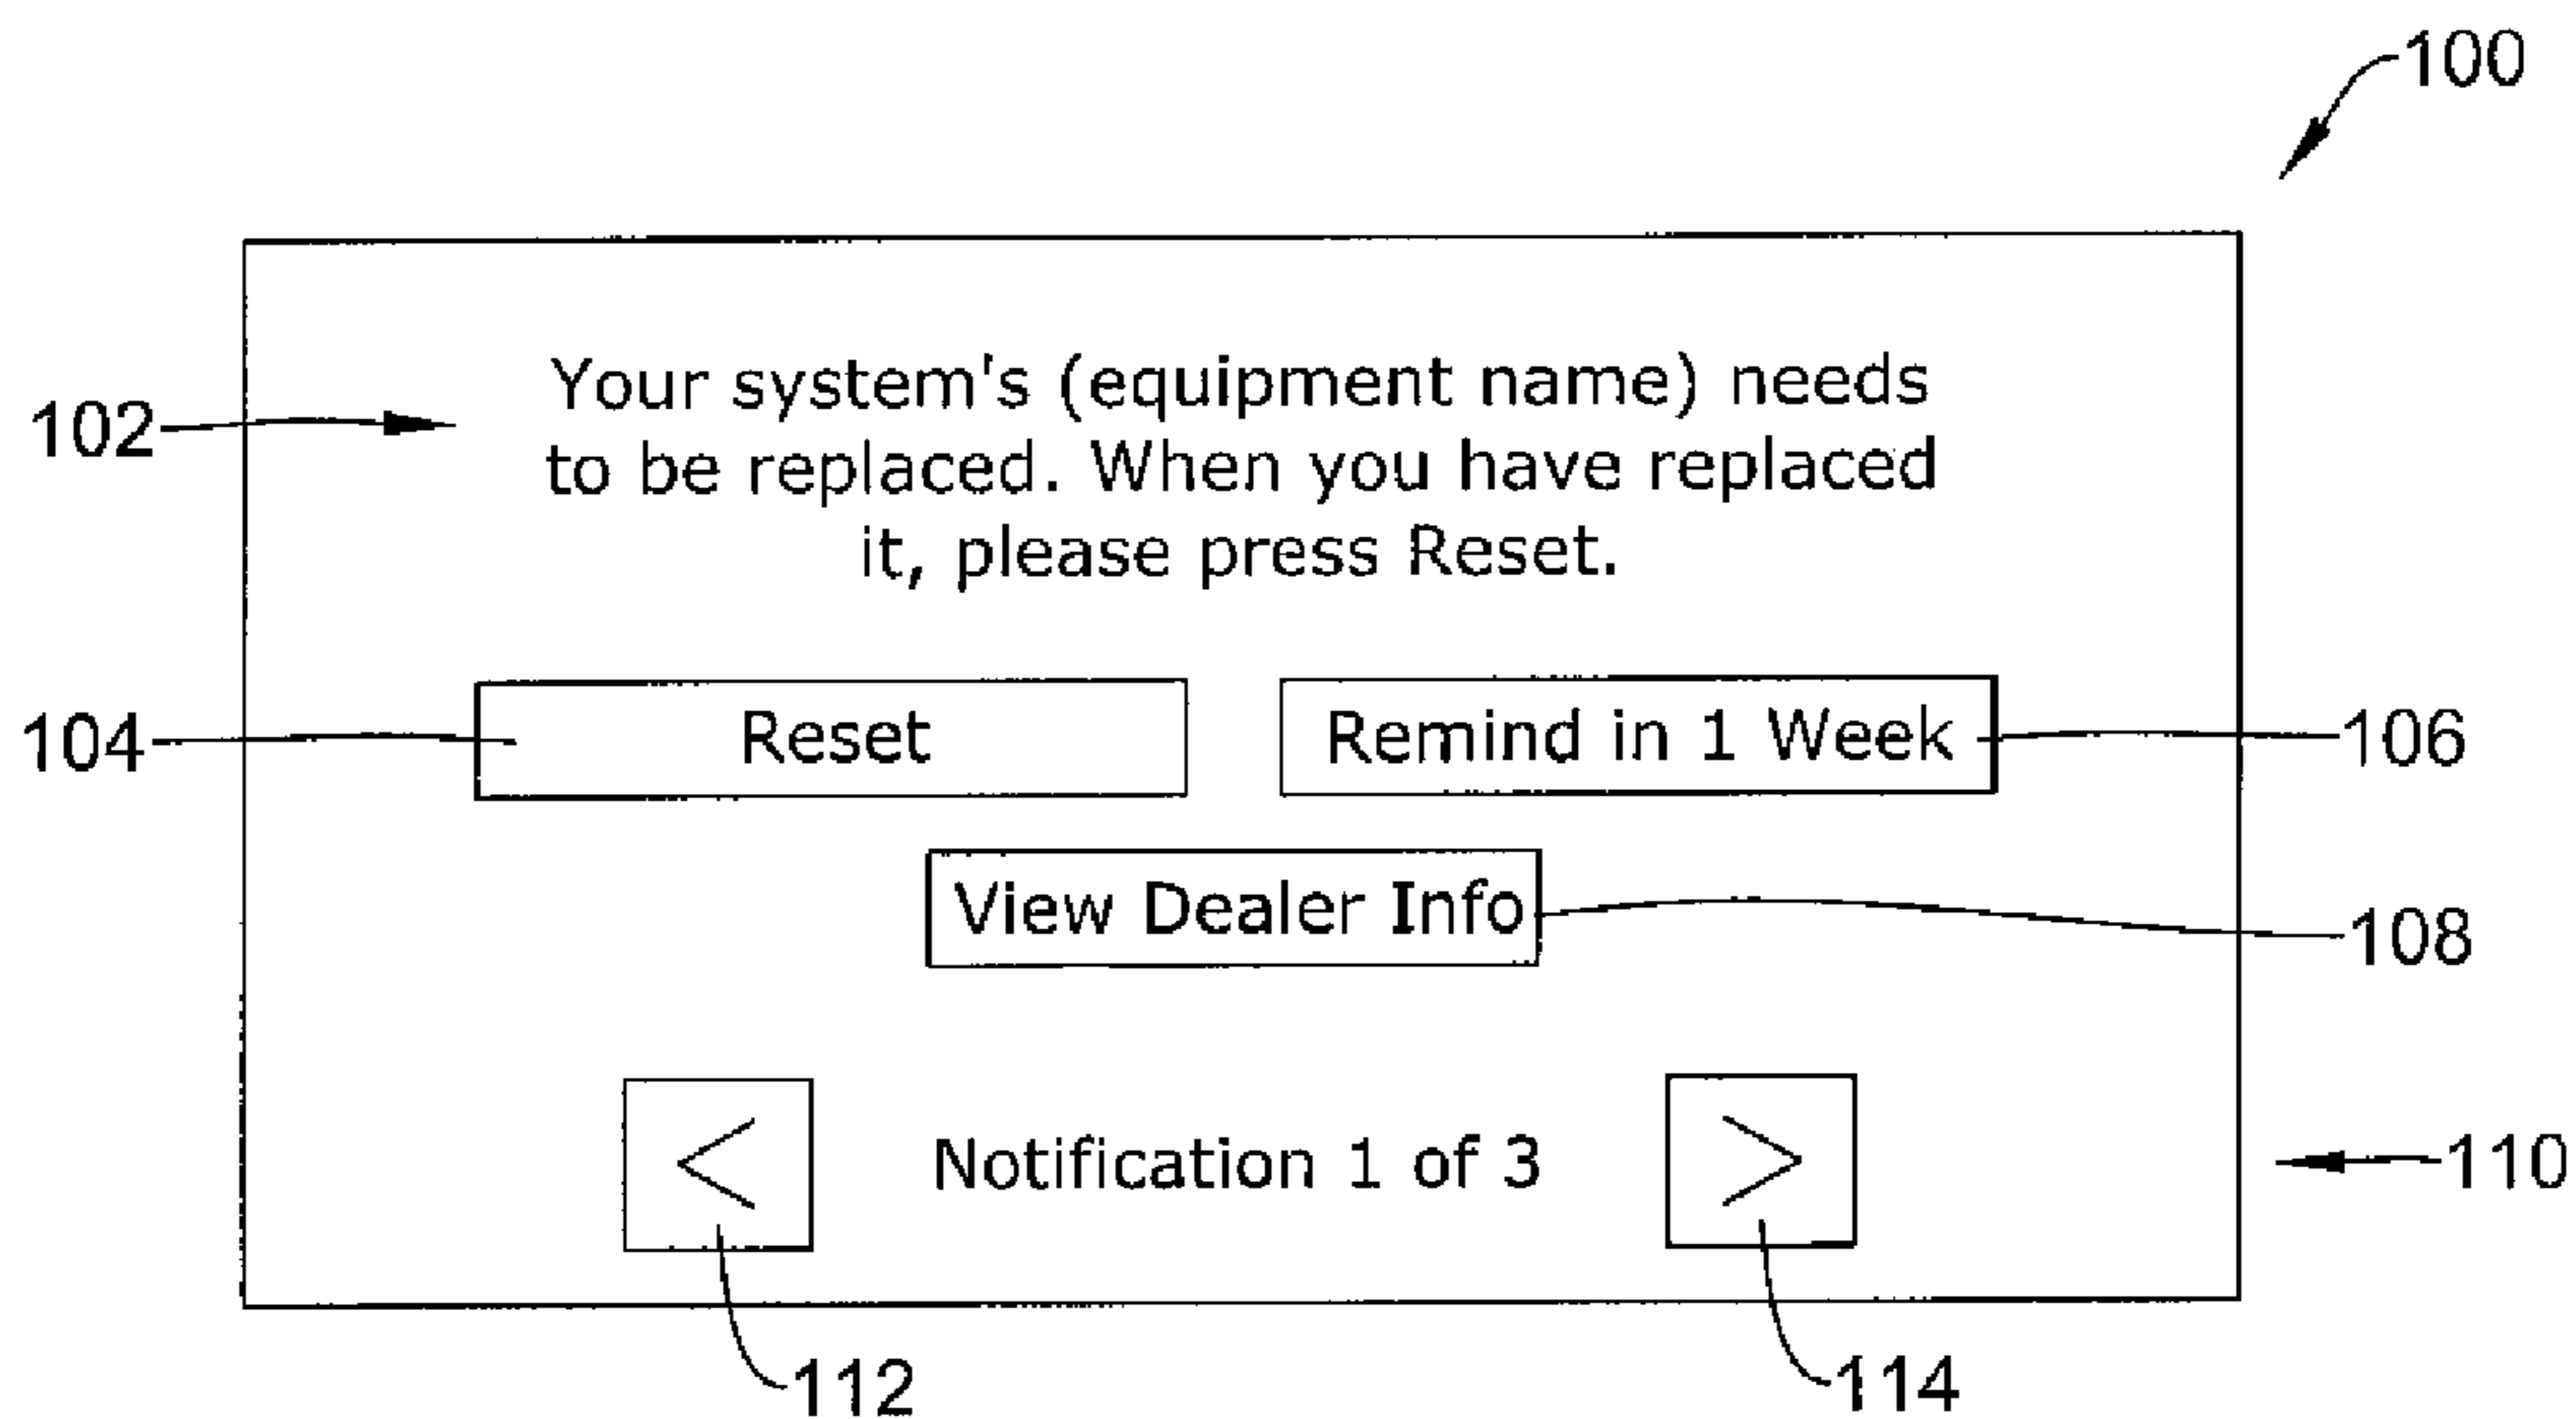 100
Your system's (equipment name) needs
102
to be replaced. When you have replaced
it, please press Reset.
104
Reset
Remind in 1 Week
106
View Dealer Info
108
<
Notification 1 of 3
>
110
112
114